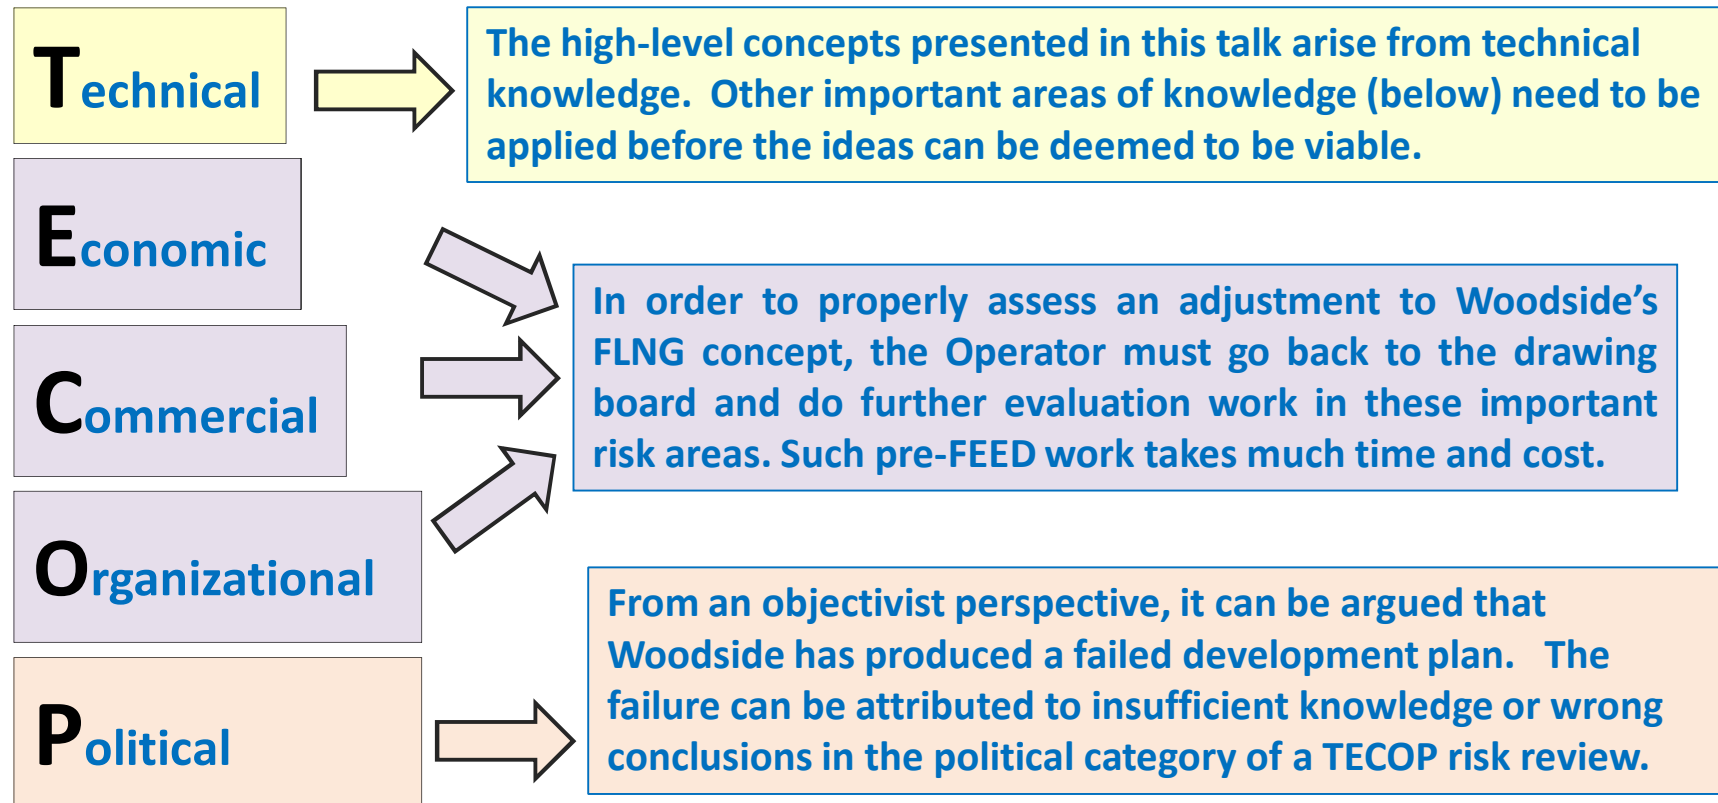 Technical
The high-level concepts presented in this talk arise from technical
knowledge.  Other important areas of knowledge (below) need to be
applied before the ideas can be deemed to be viable.
Economic
Commercial
Organizational
In order to properly assess an adjustment to Woodside's
FLNG concept, the Operator must go back to the drawing
board and do further evaluation work in these important
risk areas. Such pre-FEED work takes much time and cost.
Political
From an objectivist perspective, it can be argued that
Woodside has produced a failed development plan.   The
failure can be attributed to insufficient knowledge or wrong
conclusions in the political category of a TECOP risk review.